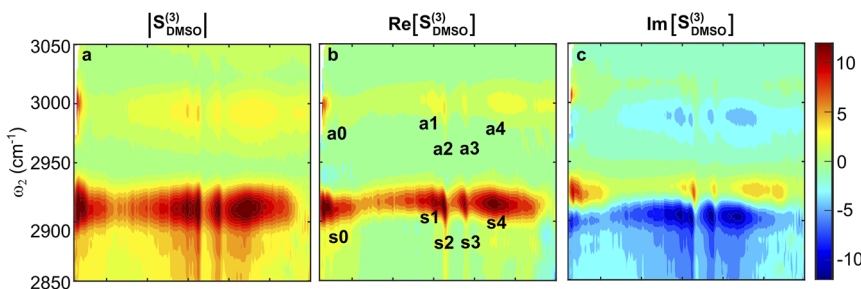 |S(3)DMSO|
Re[S(3)DMSO]
Im[S(3)DMSO]
a
b
c
3050
3000
2950
2900
2850
ω2 (cm-1)
a0
a1
a2
a3
a4
s0
s1
s2
s3
s4
10
5
0
-5
-10